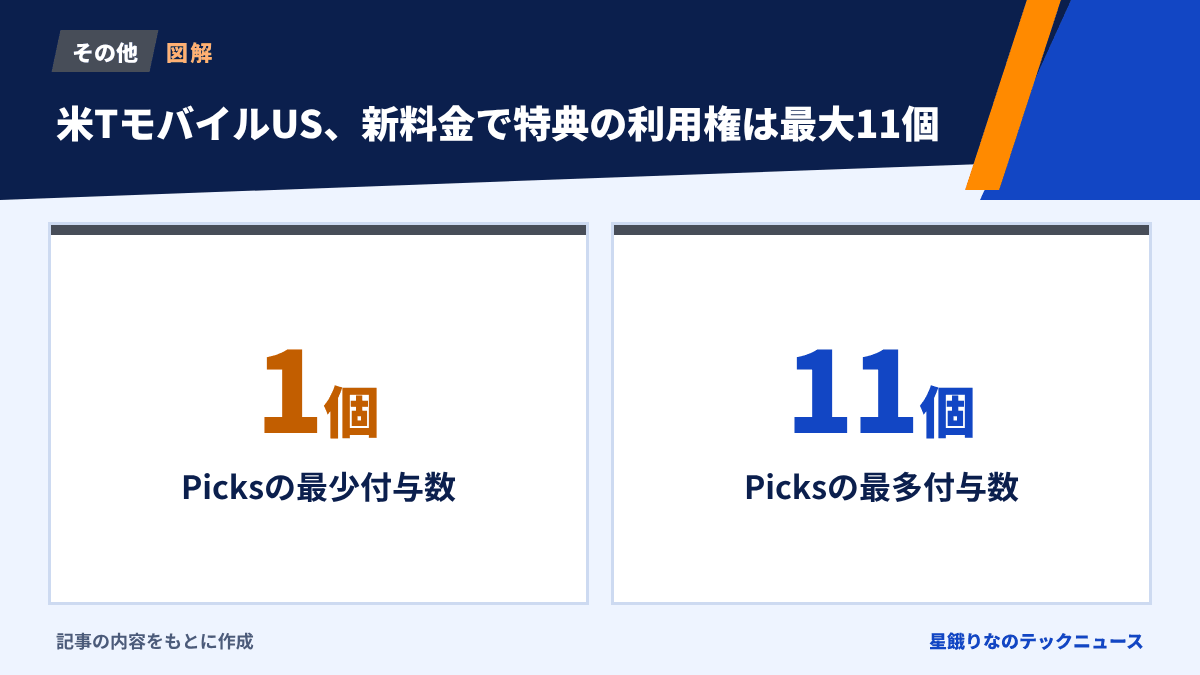 その他 図解
米TモバイルUS、新料金で特典の利用権は最大11個
1個
Picksの最少付与数
11個
Picksの最多付与数
記事の内容をもとに作成
星餓りなのテックニュース